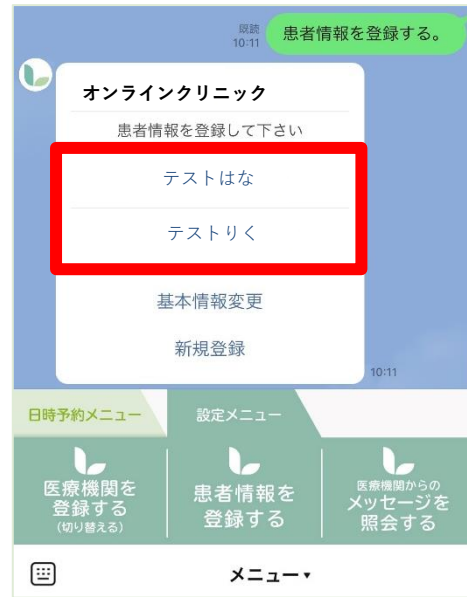 既読
10:11
患者情報を登録する。
オンラインクリニック
患者情報を登録して下さい
テストはな
テストりく
基本情報変更
新規登録
10:11
日時予約メニュー
設定メニュー
医療機関を
登録する
(切り替える)
患者情報を
登録する
医療機関からの
メッセージを
照会する
メニュー▾